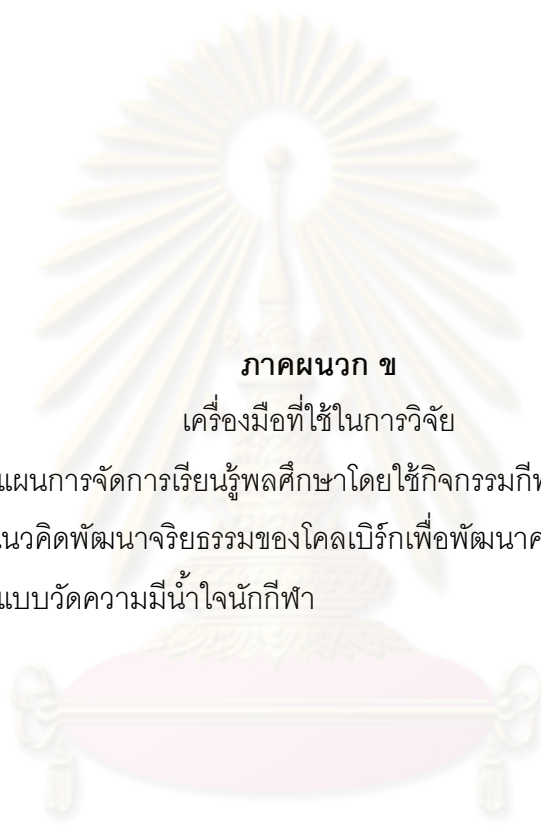 ภาคผนวก ข
เครื่องมือที่ใช้ในการวิจัย
แผนการจัดการเรียนรู้พลศึกษาโดยใช้กิจกรรมกีฬ
นวคิดพัฒนาจริยธรรมของโคลเบิร์กเพื่อพัฒนาค
แบบวัดความมีน้ำใจนักกีฬา